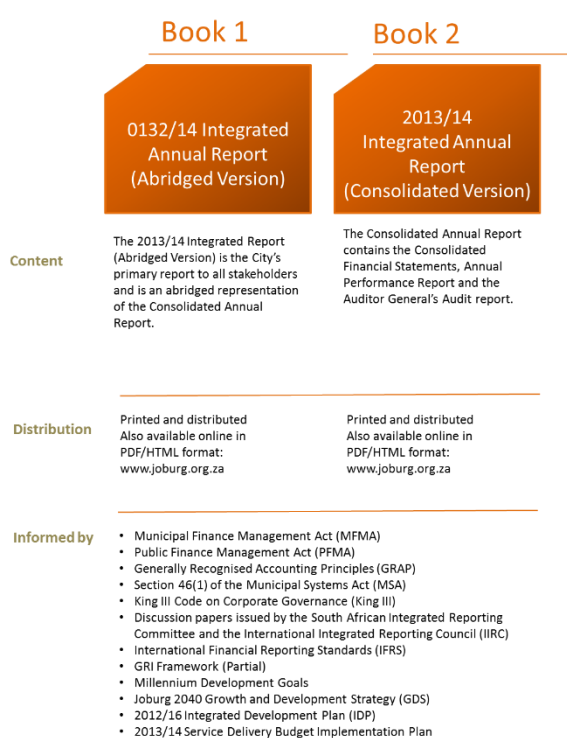 Book 1
Book 2
0132/14 Integrated
Annual Report
(Abridged Version)
2013/14
Integrated Annual
Report
(Consolidated Version)
Content
The 2013/14 Integrated Report
(Abridged Version) is the City's
primary report to all stakeholders
and is an abridged representation
of the Consolidated Annual
Report.
The Consolidated Annual Report
contains the Consolidated
Financial Statements, Annual
Performance Report and the
Auditor General's Audit report.
Distribution
Printed and distributed
Also available online in
PDF/HTML format:
www.joburg.org.za
Printed and distributed
Also available online in
PDF/HTML format:
www.joburg.org.za
Informed by
• Municipal Finance Management Act (MFMA)
• Public Finance Management Act (PFMA)
• Generally Recognised Accounting Principles (GRAP)
• Section 46(1) of the Municipal Systems Act (MSA)
• King III Code on Corporate Governance (King III)
• Discussion papers issued by the South African Integrated Reporting
Committee and the International Integrated Reporting Council (IIRC)
• International Financial Reporting Standards (IFRS)
• GRI Framework (Partial)
• Millennium Development Goals
• Joburg 2040 Growth and Development Strategy (GDS)
• 2012/16 Integrated Development Plan (IDP)
• 2013/14 Service Delivery Budget Implementation Plan